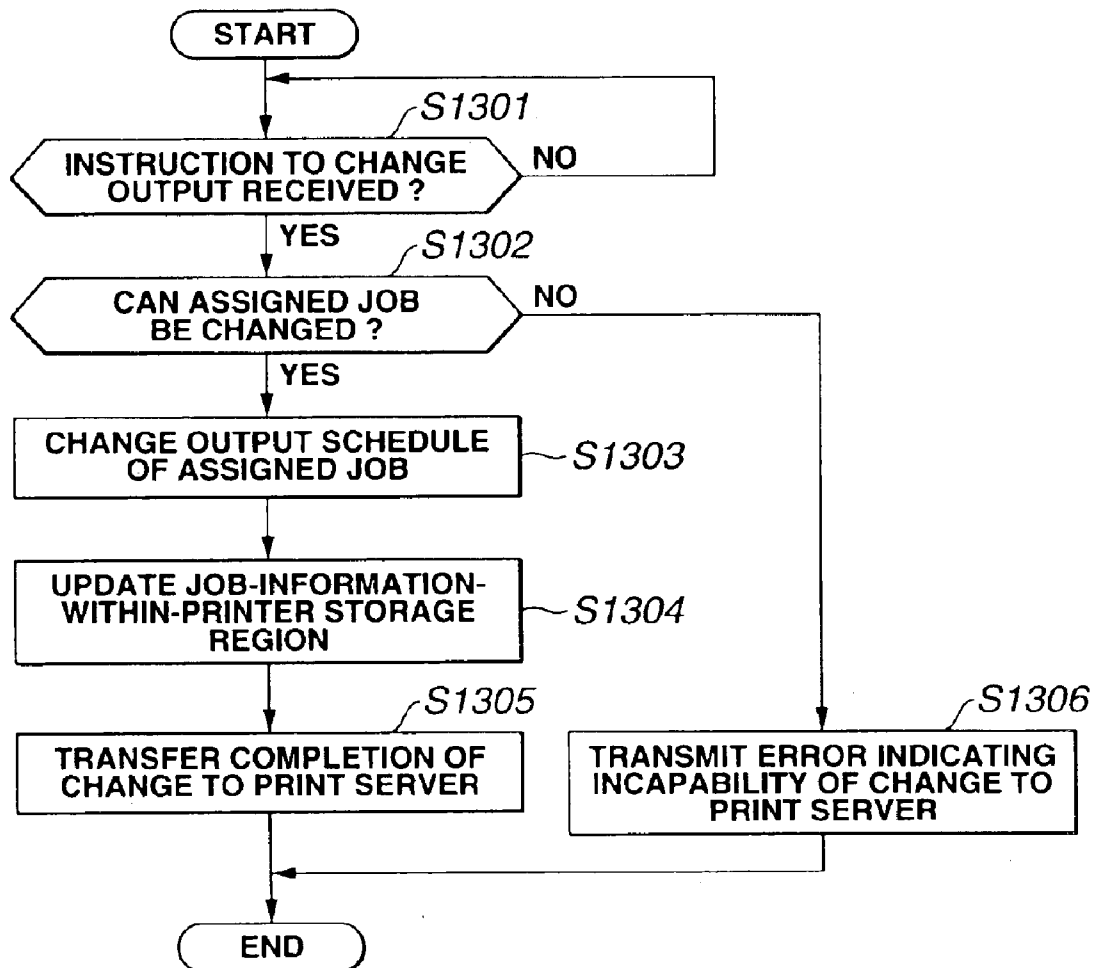 START
S1301
INSTRUCTION TO CHANGE
OUTPUT RECEIVED ?
NO
YES
S1302
CAN ASSIGNED JOB
BE CHANGED ?
NO
YES
CHANGE OUTPUT SCHEDULE
OF ASSIGNED JOB
S1303
UPDATE JOB-INFORMATION-
WITHIN-PRINTER STORAGE
REGION
S1304
S1305
TRANSFER COMPLETION OF
CHANGE TO PRINT SERVER
S1306
TRANSMIT ERROR INDICATING
INCAPABILITY OF CHANGE TO
PRINT SERVER
END